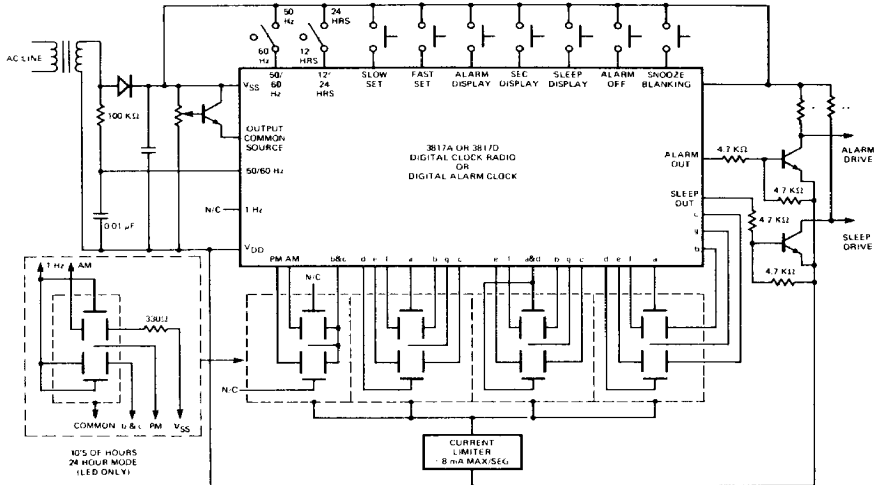 50 Hz
24 HRS
60 Hz
12 HRS
AC LINE
50/60 Hz
12/24 HRS
SLOW SET
FAST SET
ALARM DISPLAY
SEC DISPLAY
SLEEP DISPLAY
ALARM OFF
SNOOZE BLANKING
VSS
100 KΩ
OUTPUT COMMON SOURCE
3817A OR 3817D
DIGITAL CLOCK RADIO
OR
DIGITAL ALARM CLOCK
ALARM OUT
4.7 KΩ
ALARM DRIVE
50/60 Hz
4.7 KΩ
SLEEP OUT
N/C
1 Hz
c
4.7 KΩ
0.01 µF
g
SLEEP DRIVE
VDD
b
PM AM b&c d e f a b g c e f a&d b g c d e f a
4.7 KΩ
1 Hz AM
N/C
330Ω
N/C
COMMON b & c PM VSS
10'S OF HOURS
24 HOUR MODE
(LED ONLY)
CURRENT
LIMITER
8 mA MAX/SEG